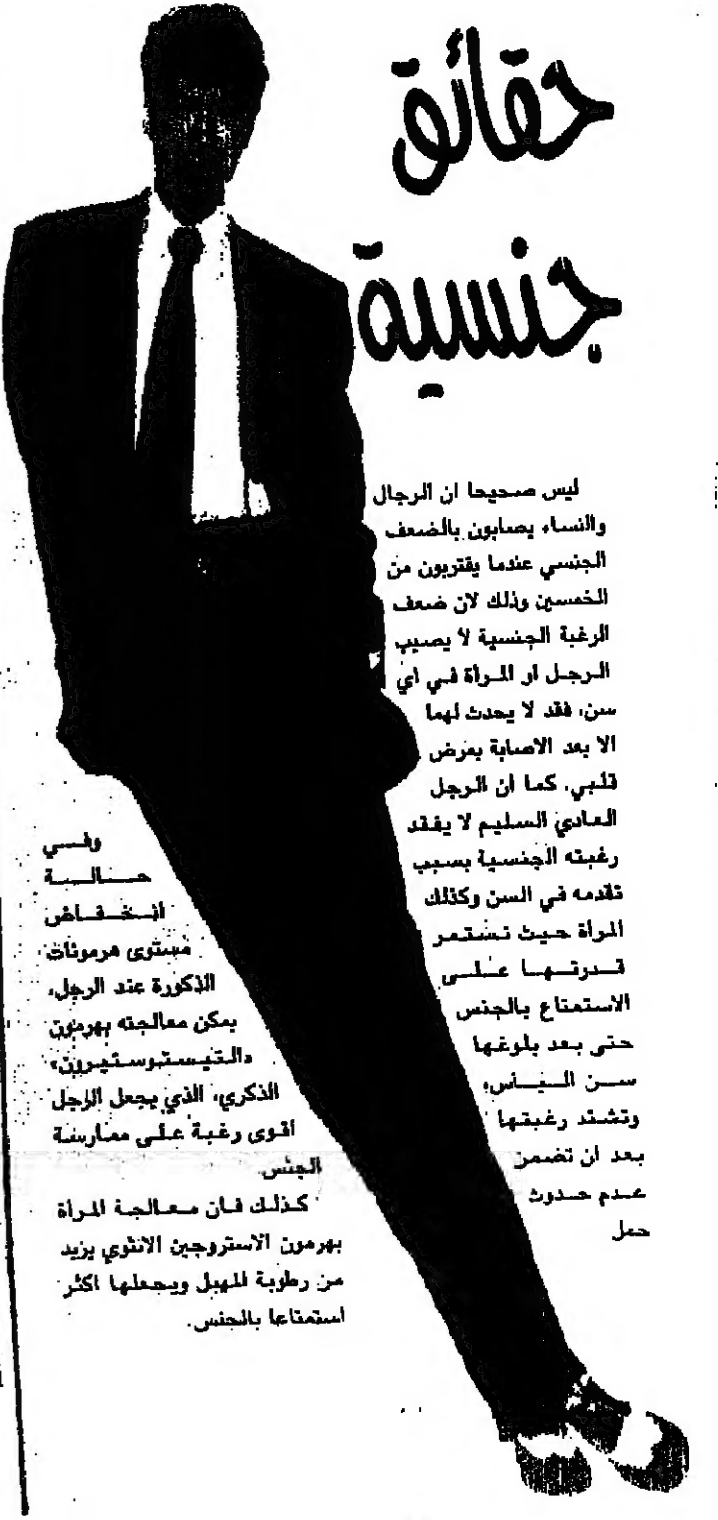 حقائق
جنسية
ليس صحيحا ان الرجال
والنساء يصابون بالضعف
الجنسي عندما يقتربون من
الخمسين وذلك لان ضعف
الرغبة الجنسية لا يصيب
الرجل او المرأة في اي
سن، فقد لا يحدث لهما
الا بعد الاصابة بمرض
قلبي. كما ان الرجل
العادي السليم لا يفقد
رغبته الجنسية بسبب
تقدمه في السن وكذلك
المرأة حيث تستمر
قدرتها على
الاستمتاع بالجنس
حتى بعد بلوغها
سن اليأس؛
وتشتد رغبتها
بعد ان تضمن
عدم حدوث
حمل
وفي
حالة
انخفاض
مستوى هرمونات
الذكورة عند الرجل،
يمكن معالجته بهرمون
«التيستوستيرون»
الذكري، الذي يجعل الرجل
اقوى رغبة على ممارسة
الجنس
كذلك فان معالجة المرأة
بهرمون الاستروجين الانثوي يزيد
من رطوبة المهبل ويجعلها اكثر
استمتاعا بالجنس.